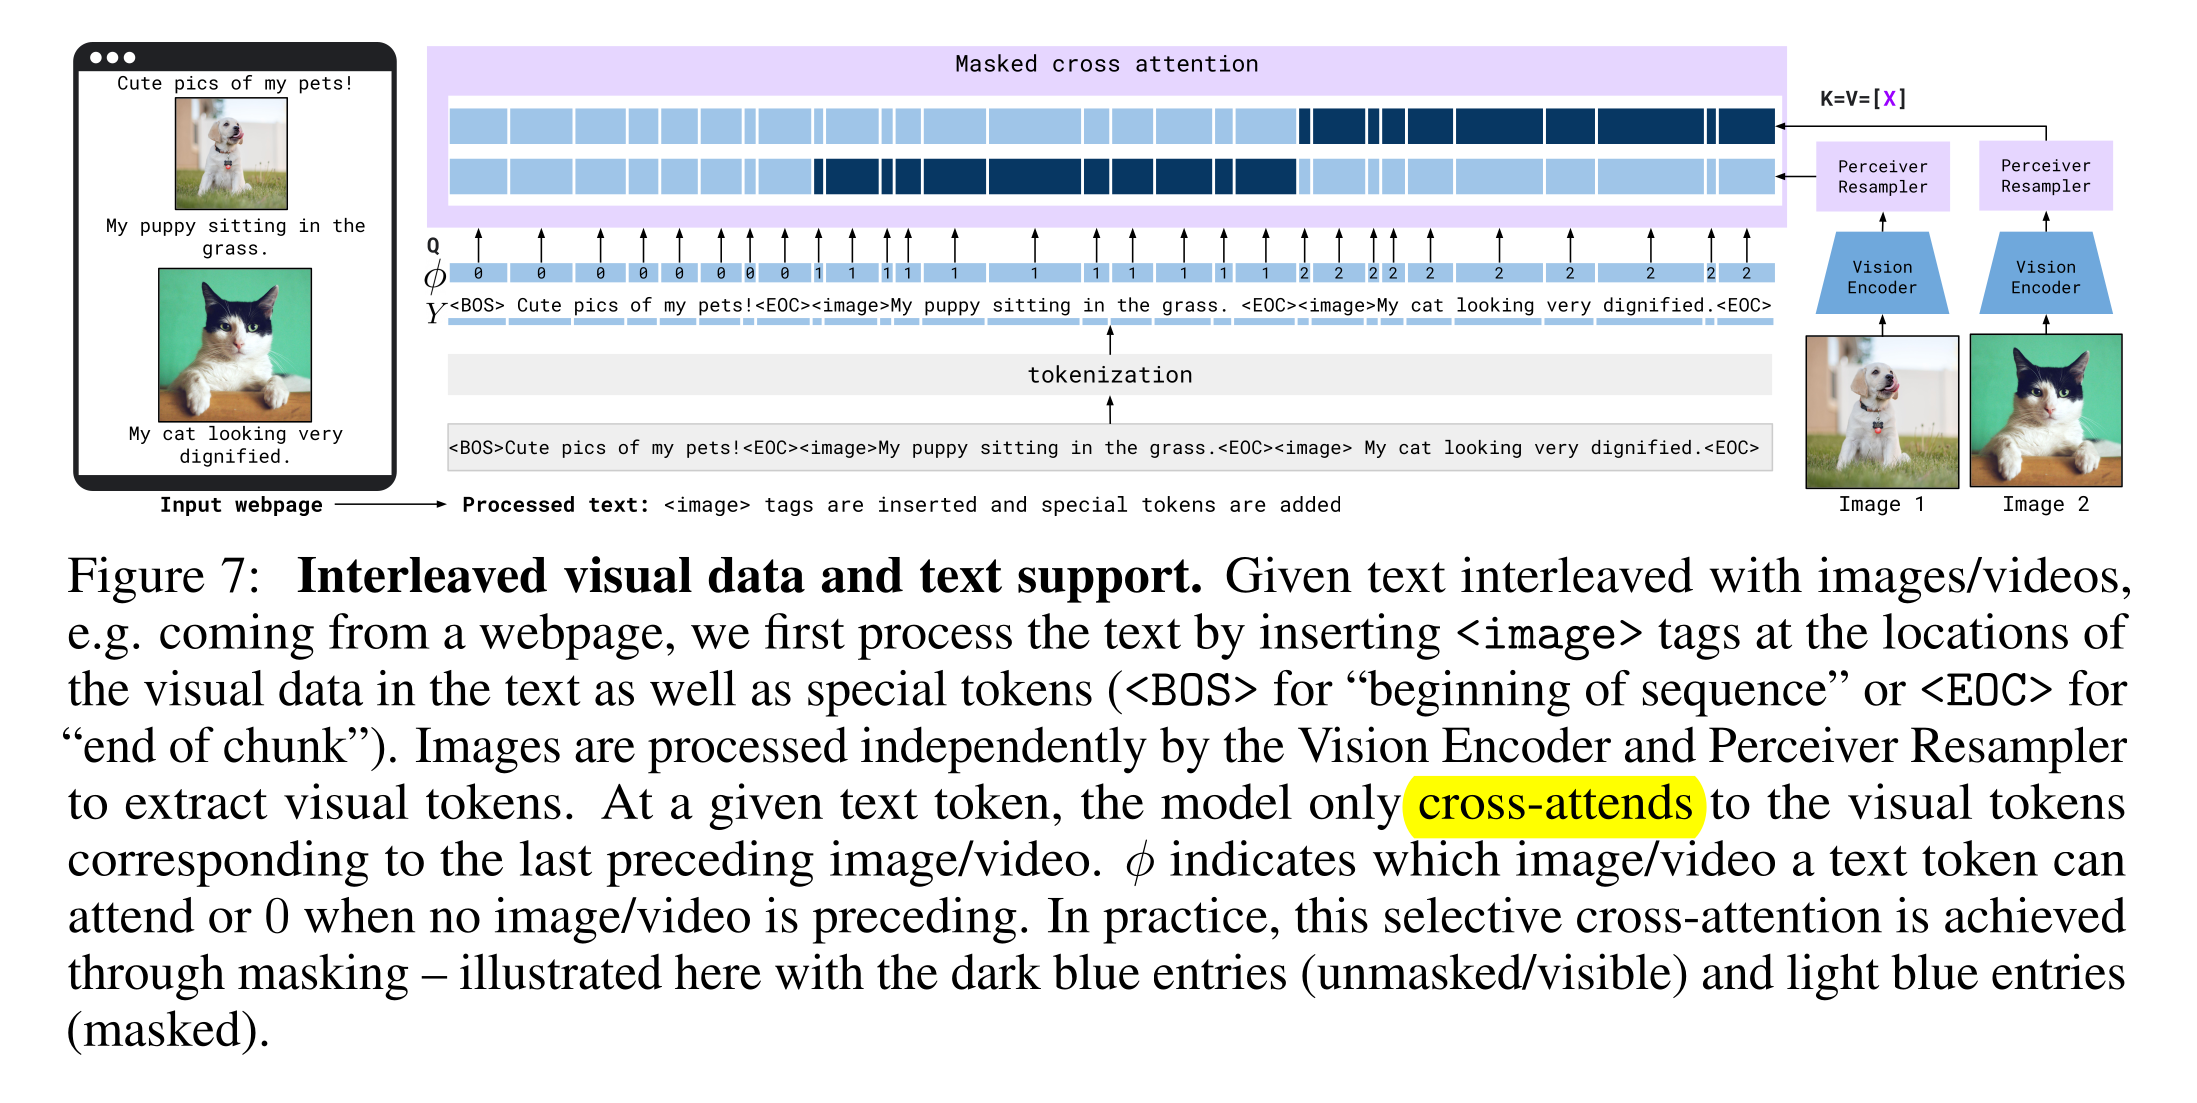 Cute pics of my pets!
My puppy sitting in the
grass.
My cat looking very
dignified.
Input webpage
Masked cross attention
K=V=[X]
Perceiver
Resampler
Perceiver
Resampler
Vision
Encoder
Vision
Encoder
Image 1
Image 2
Q
ϕ 0 0 0 0 0 0 0 0 1 1 1 1 1 1 1 1 1 1 1 2 2 2 2 2 2 2 2 2 2
Y <BOS> Cute pics of my pets!<EOC><image>My puppy sitting in the grass. <EOC><image>My cat looking very dignified.<EOC>
tokenization
<BOS>Cute pics of my pets!<EOC><image>My puppy sitting in the grass.<EOC><image> My cat looking very dignified.<EOC>
Processed text: <image> tags are inserted and special tokens are added
Figure 7: Interleaved visual data and text support. Given text interleaved with images/videos,
e.g. coming from a webpage, we first process the text by inserting <image> tags at the locations of
the visual data in the text as well as special tokens (<BOS> for “beginning of sequence” or <EOC> for
“end of chunk”). Images are processed independently by the Vision Encoder and Perceiver Resampler
to extract visual tokens. At a given text token, the model only cross-attends to the visual tokens
corresponding to the last preceding image/video. ϕ indicates which image/video a text token can
attend or 0 when no image/video is preceding. In practice, this selective cross-attention is achieved
through masking – illustrated here with the dark blue entries (unmasked/visible) and light blue entries
(masked).